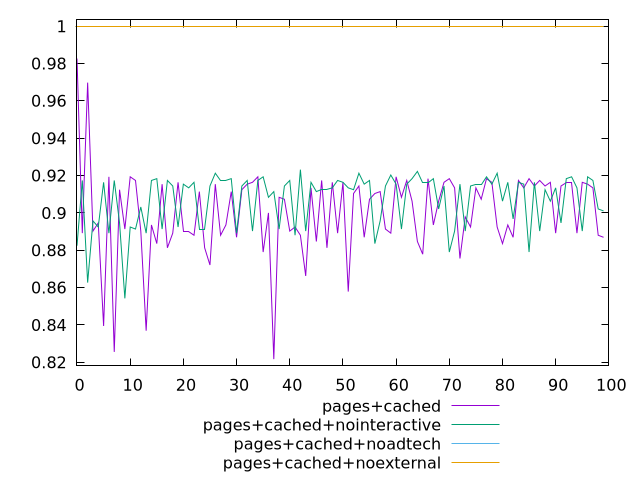 1
0.98
0.96
0.94
0.92
0.9
0.88
0.86
0.84
0.82
0 10 20 30 40 50 60 70 80 90 100
pages+cached
pages+cached+nointeractive
pages+cached+noadtech
pages+cached+noexternal